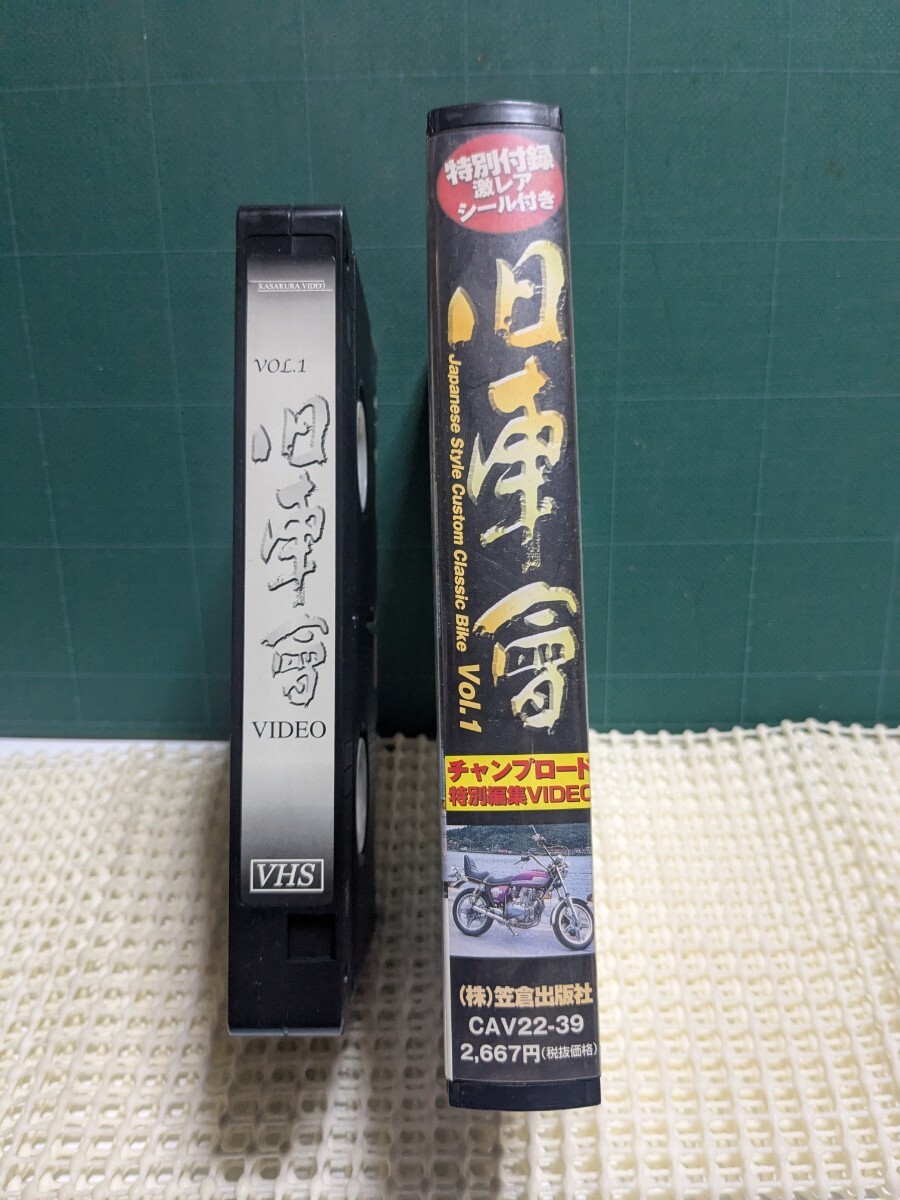 KASAKURA VIDEO
VOL.1
旧車會
VIDEO
VHS
特別付録
激レア
シール付き
旧車會
Japanese Style Custom Classic Bike Vol.1
チャンプロード
特別編集VIDEO
(株)笠倉出版社
CAV22-39
2,667円(税抜価格)